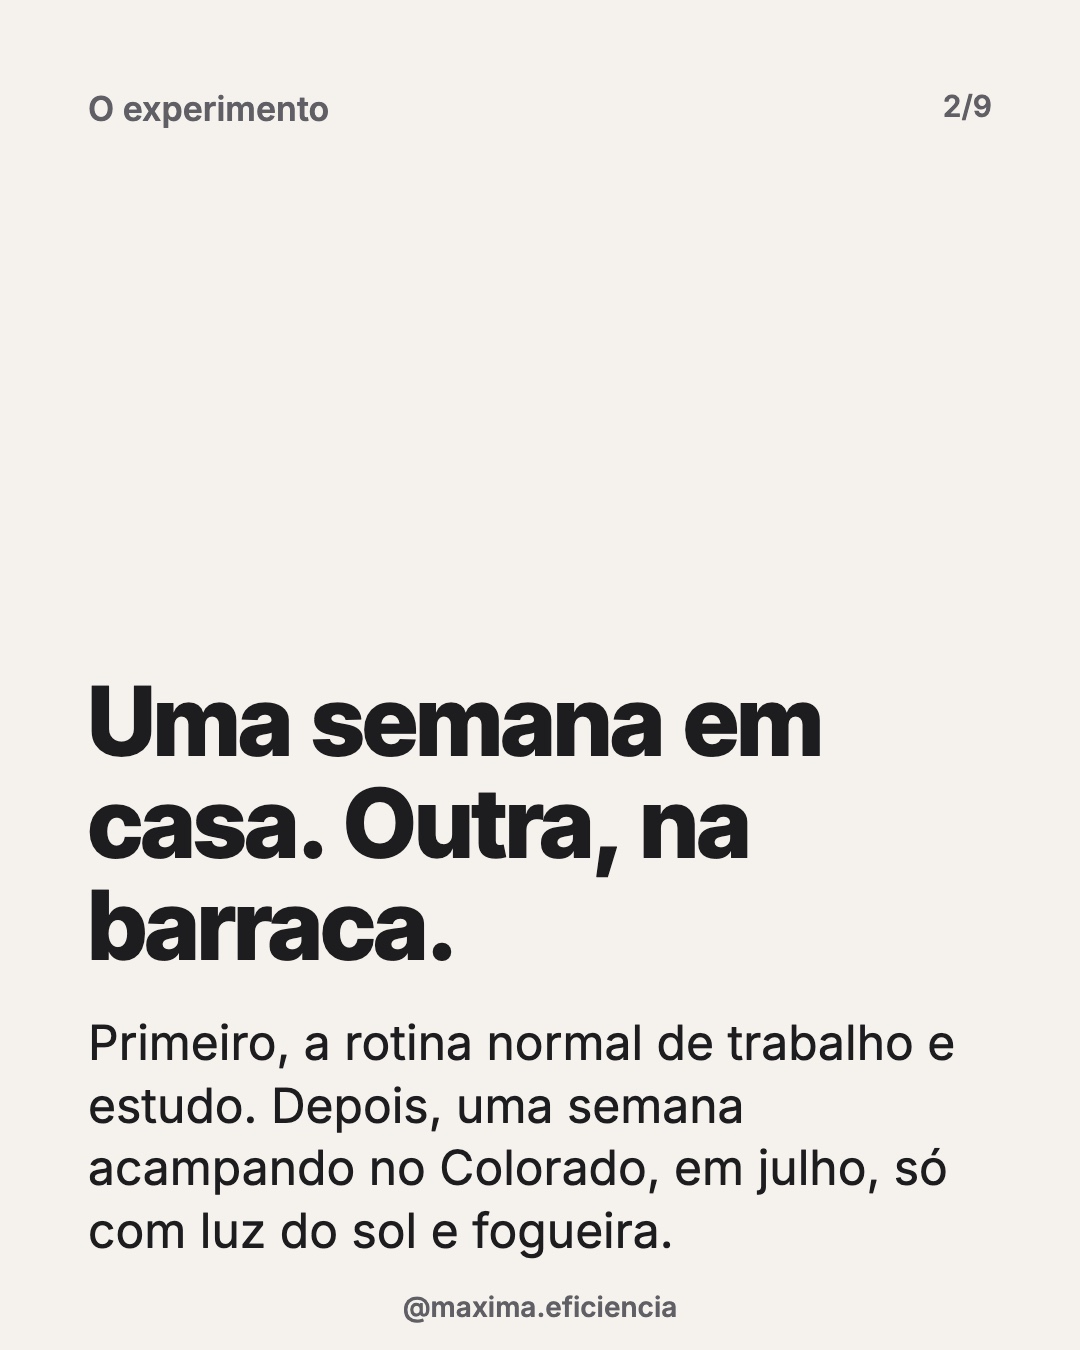 O experimento
2/9
Uma semana em
casa. Outra, na
barraca.
Primeiro, a rotina normal de trabalho e
estudo. Depois, uma semana
acampando no Colorado, em julho, só
com luz do sol e fogueira.
@maxima.eficiencia